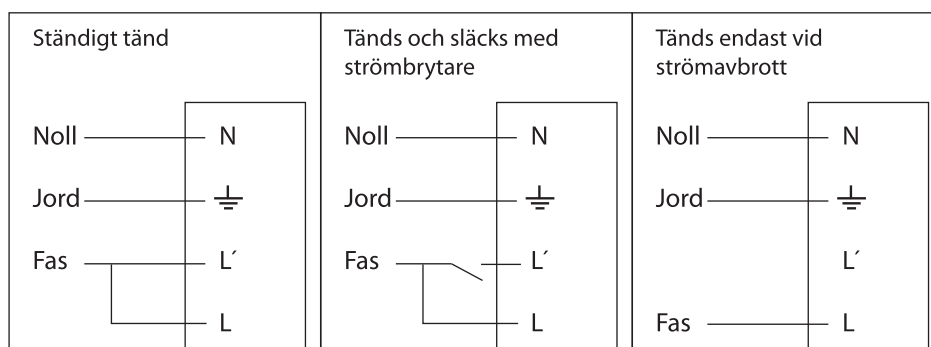 Ständigt tänd
Noll N
Jord
Fas L´
L
Tänds och släcks med
strömbrytare
Noll N
Jord
Fas L´
L
Tänds endast vid
strömavbrott
Noll N
Jord
L´
Fas L